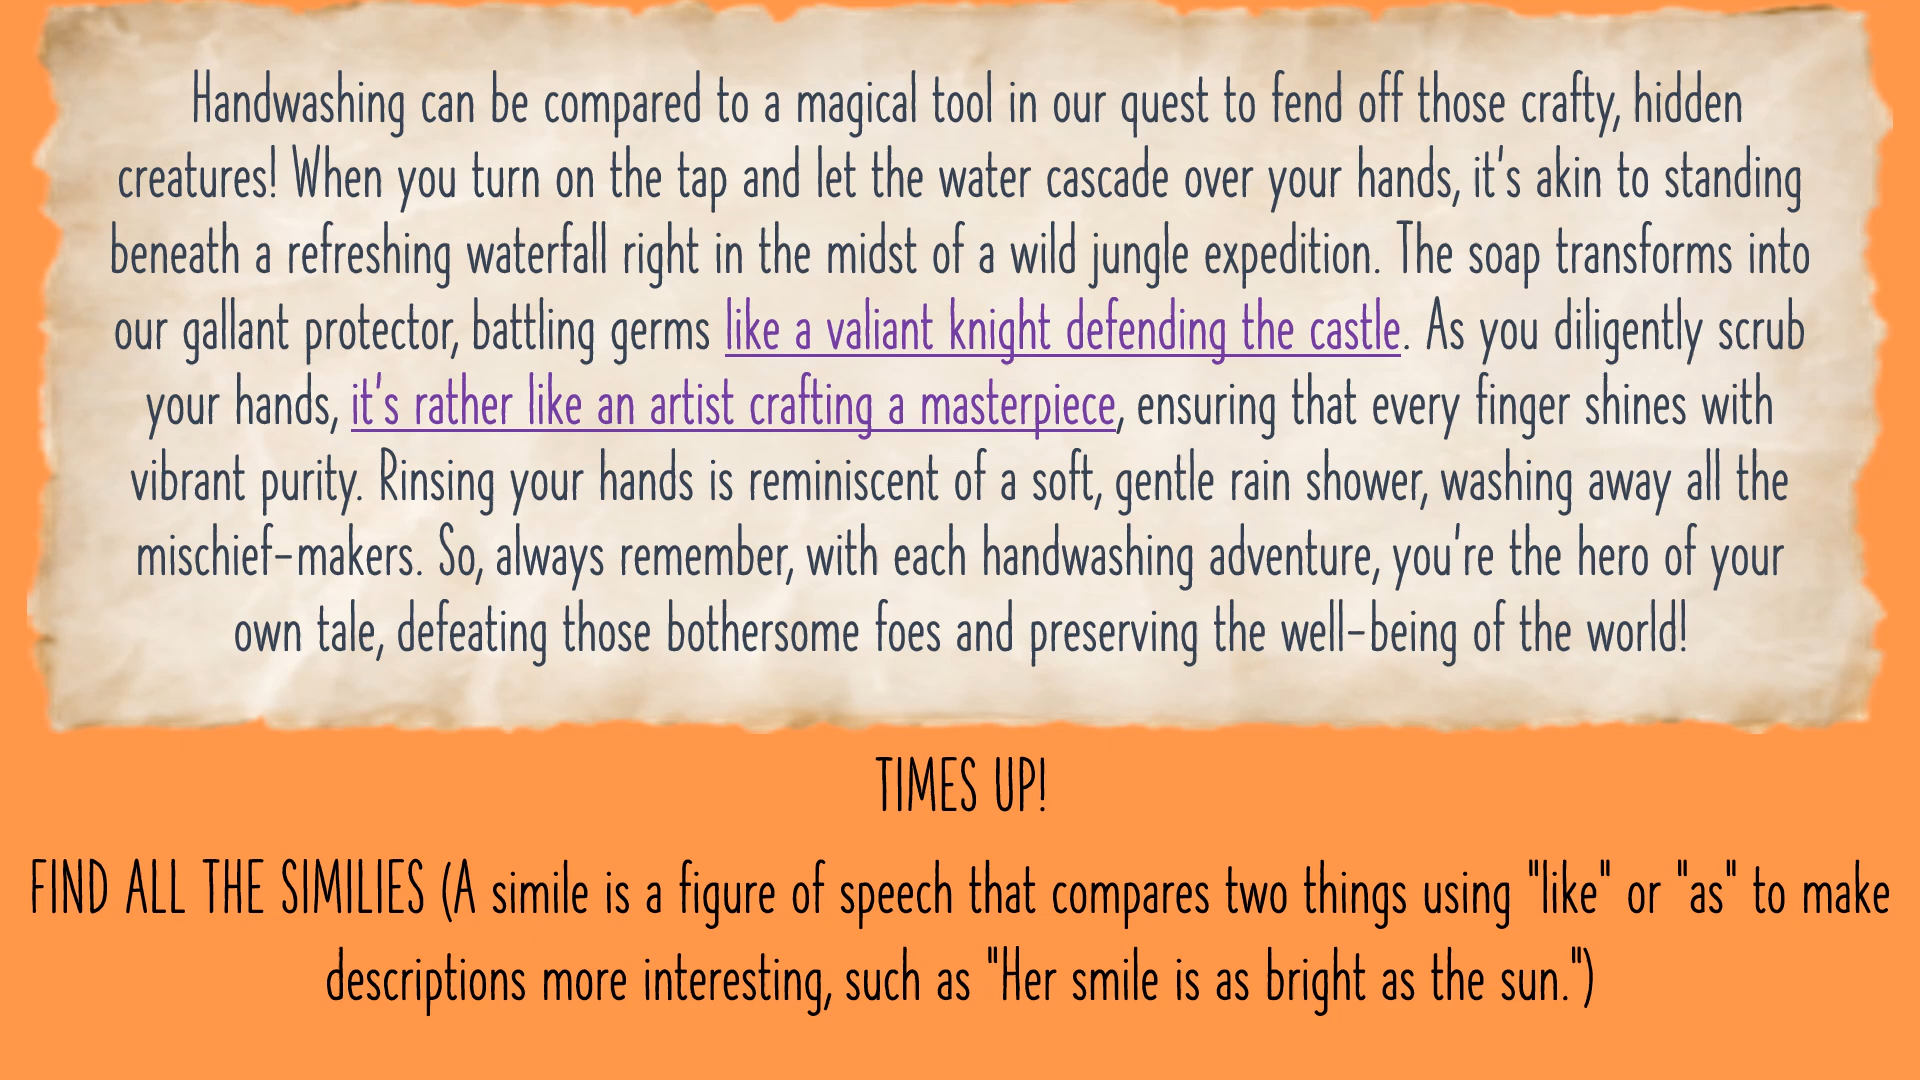 Handwashing can be compared to a magical tool in our quest to fend off those crafty, hidden
creatures! When you turn on the tap and let the water cascade over your hands, it's akin to standing
beneath a refreshing waterfall right in the midst of a wild jungle expedition. The soap transforms into
our gallant protector, battling germs like a valiant knight defending the castle. As you diligently scrub
your hands, it's rather like an artist crafting a masterpiece, ensuring that every finger shines with
vibrant purity. Rinsing your hands is reminiscent of a soft, gentle rain shower, washing away all the
mischief-makers. So, always remember, with each handwashing adventure, you're the hero of your
own tale, defeating those bothersome foes and preserving the well-being of the world!
TIMES UP!
FIND ALL THE SIMILIES (A simile is a figure of speech that compares two things using "like" or "as" to make
descriptions more interesting, such as "Her smile is as bright as the sun.")